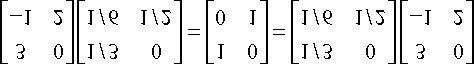 [3 0; -1 2][1/3 0; 1/6 1/2] = [1 0; 0 1] = [1/3 0; 1/6 1/2][3 0; -1 2]